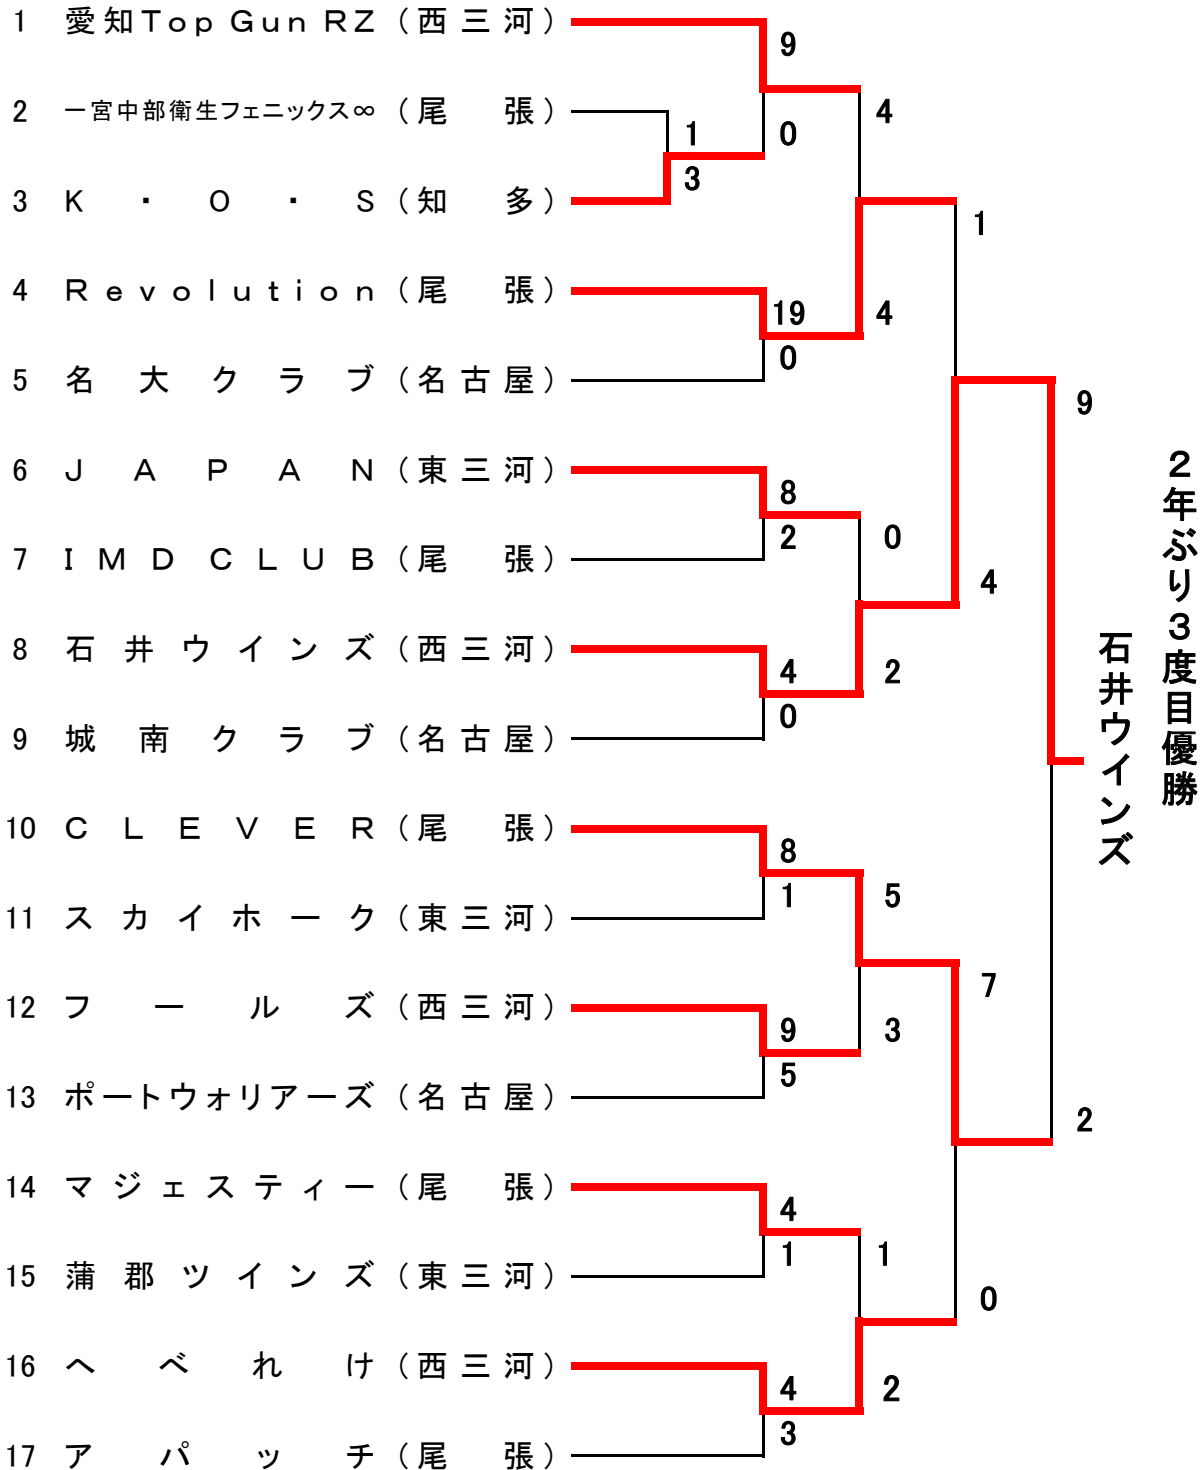 1 愛知Top Gun RZ（西三河）
9
2 一宮中部衛生フェニックス∞（尾張）
4
1
0
3
3 K・O・S（知多）
1
4 Revolution（尾張）
19
4
0
5 名大クラブ（名古屋）
9
6 JAPAN（東三河）
8
0
2
7 IMD CLUB（尾張）
4
8 石井ウインズ（西三河）
4
2
0
9 城南クラブ（名古屋）
石井ウインズ
2年ぶり3度目優勝
10 CLEVER（尾張）
8
5
1
11 スカイホーク（東三河）
7
12 フールズ（西三河）
9
3
5
13 ポートウォリアーズ（名古屋）
2
14 マジェスティー（尾張）
4
1
1
15 蒲郡ツインズ（東三河）
0
16 へべれけ（西三河）
4
2
3
17 アパッチ（尾張）